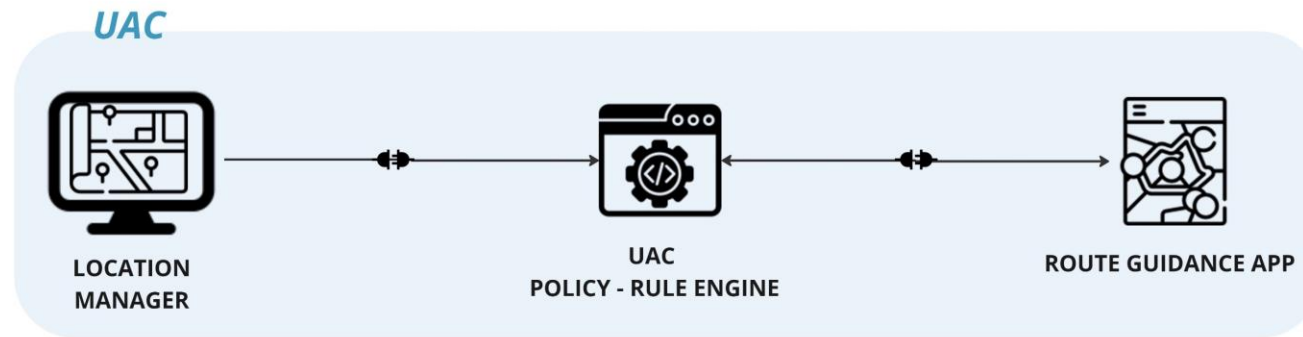 UAC
LOCATION
MANAGER
UAC
POLICY - RULE ENGINE
ROUTE GUIDANCE APP